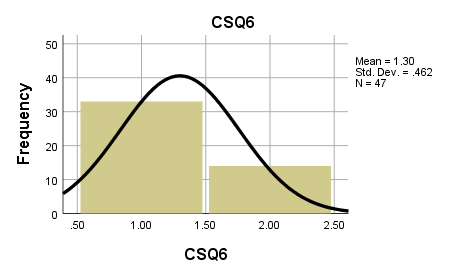 CSQ6
Mean = 1.30
Std. Dev. = .462
N = 47
Frequency
50
40
30
20
10
0
.50 1.00 1.50 2.00 2.50
CSQ6